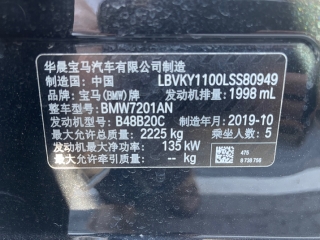 华晨宝马汽车有限公司制造
制造国：中国 LBVKY1100LSS80949
品牌：宝马(BMW)牌 发动机排量：1998 mL
整车型号：BMW7201AN
发动机型号：B48B20C 制造年月：2019-10
最大允许总质量：2225 kg 乘坐人数：5
发动机最大净功率：135 kW
最大允许牵引质量：-- kg
475
8 738 750